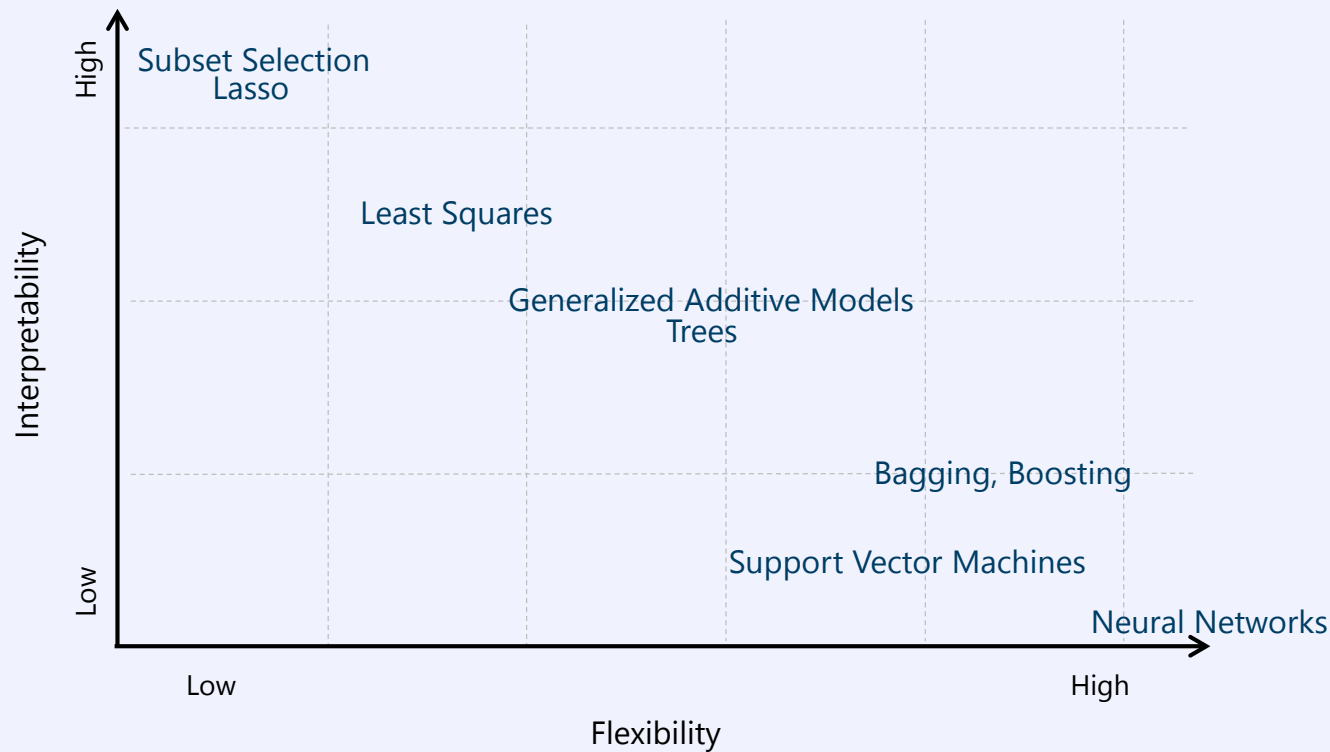 High
Subset Selection
Lasso
Least Squares
Interpretability
Generalized Additive Models
Trees
Bagging, Boosting
Support Vector Machines
Low
Neural Networks
Low
High
Flexibility